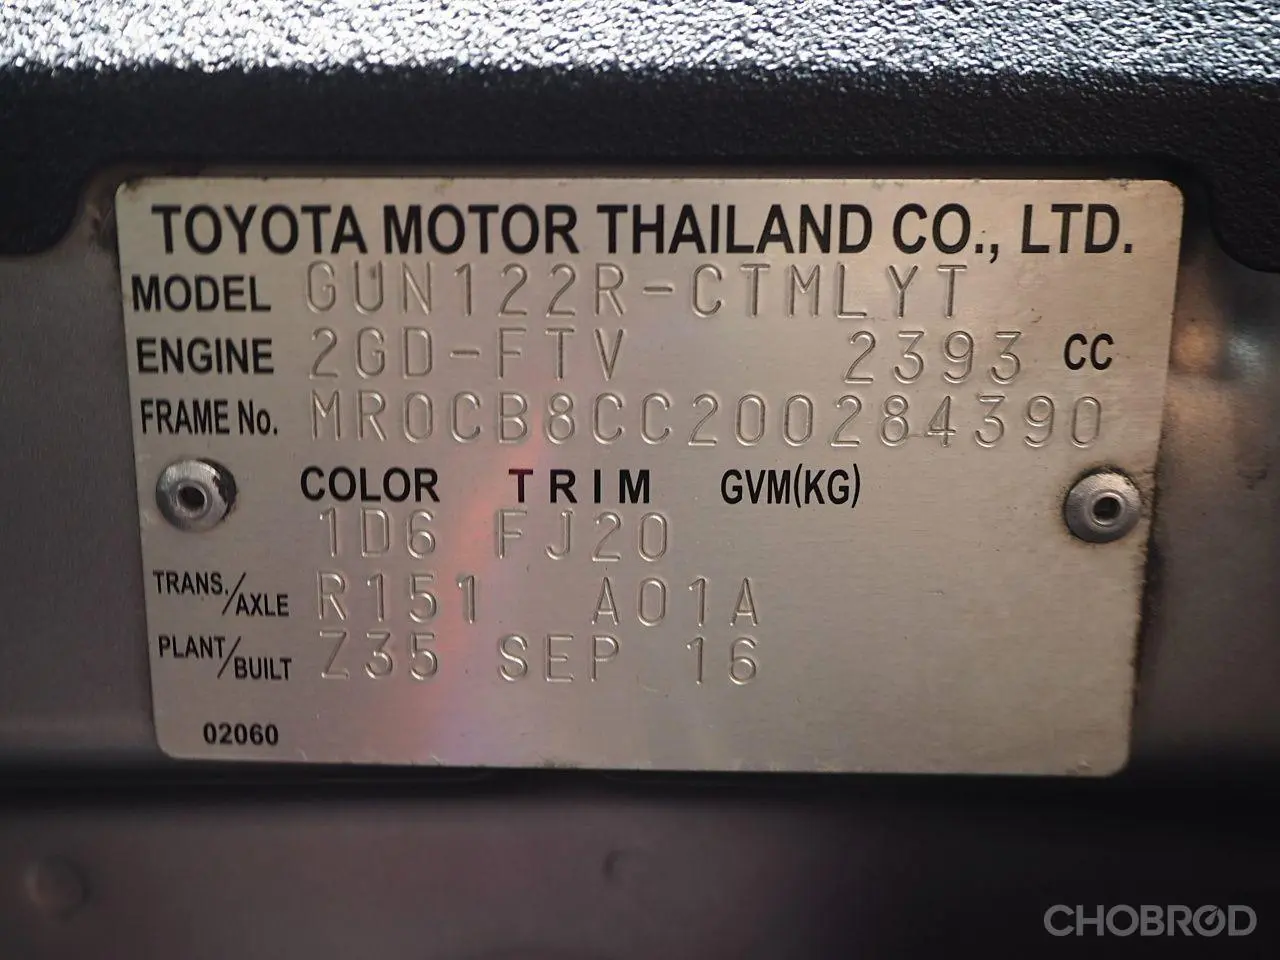 TOYOTA MOTOR THAILAND CO., LTD.
MODEL GUN122R-CTMLYT
ENGINE 2GD-FTV 2393 CC
FRAME No. MR0CB8CC200284390
COLOR TRIM GVM(KG)
1D6 FJ20
TRANS./AXLE R151 A01A
PLANT/BUILT Z35 SEP 16
02060
CHOBROD